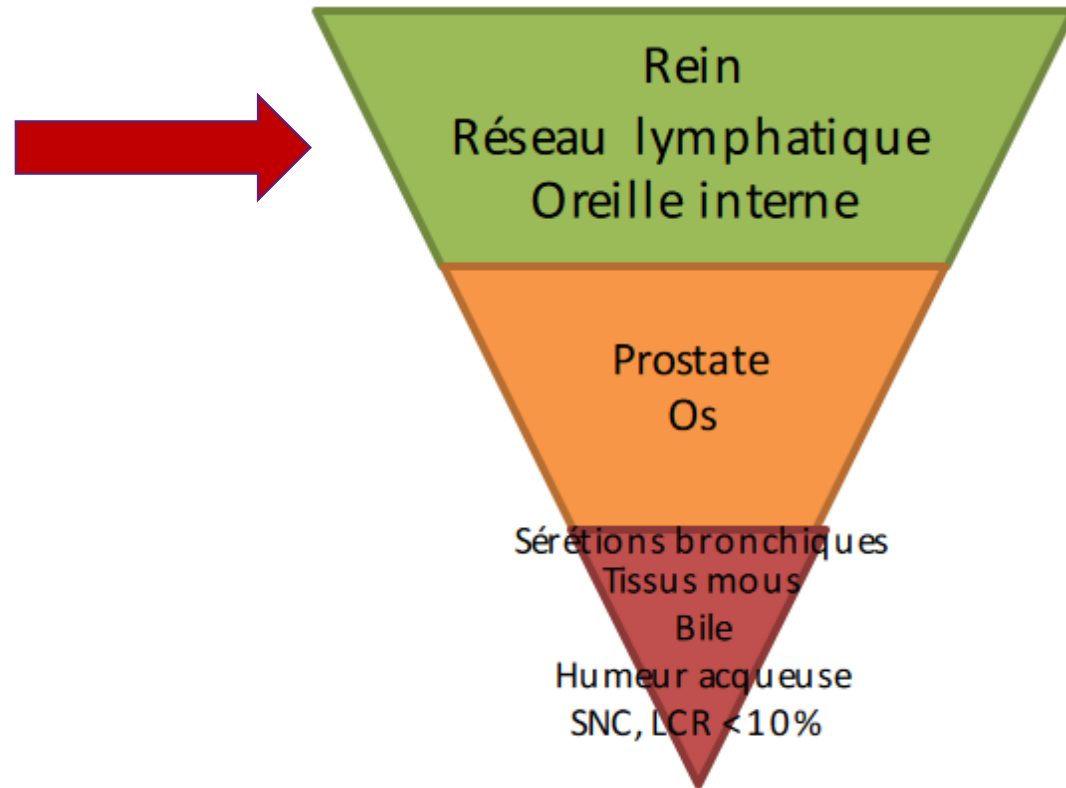 Rein
Réseau lymphatique
Oreille interne
Prostate
Os
Sérétions bronchiques
Tissus mous
Bile
Humeur acqueuse
SNC, LCR <10%